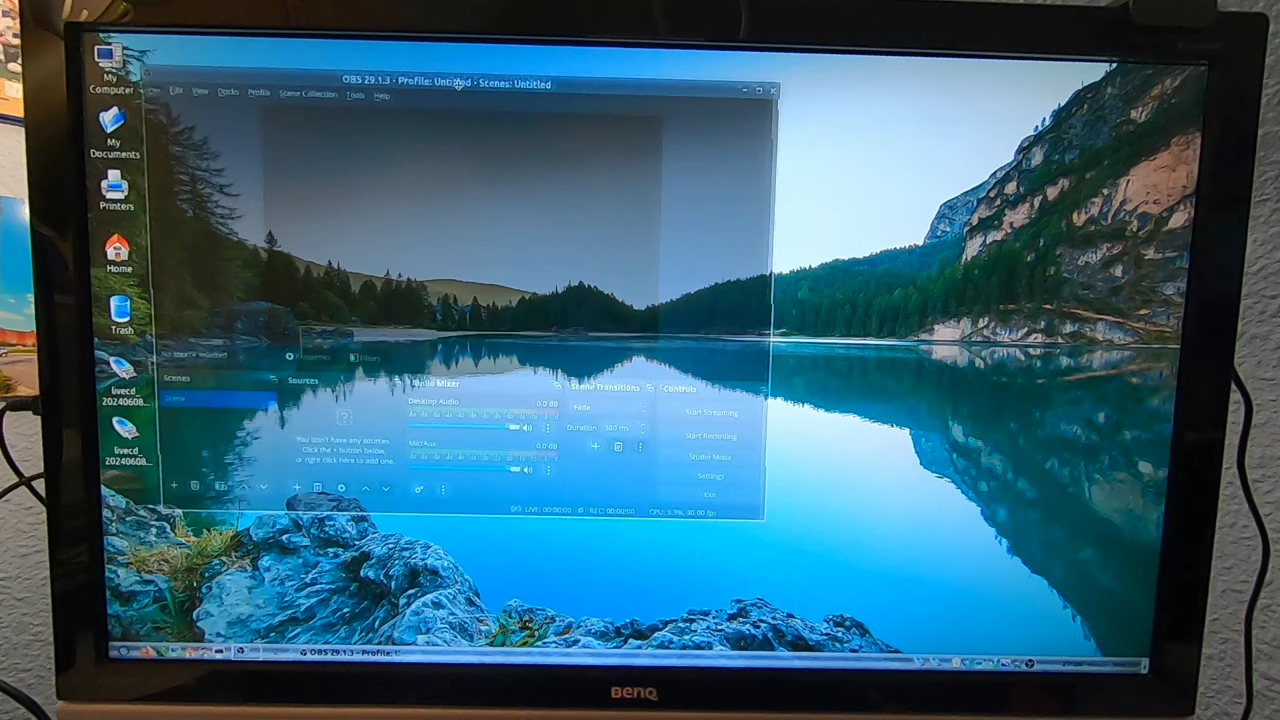 My
Computer
My
Documents
Printers
Home
Trash
livecd_
20240608...
livecd_
20240608...
OBS 29.1.3 - Profile: Untitled - Scenes: Untitled
Edit View Docks Profile Scene Collection Tools Help
No source selected
Properties Filters
Scenes
Scene
Sources
?
You don't have any sources.
Click the + button below,
or right click here to add one.
Audio Mixer
Desktop Audio 0.0 dB
Mic/Aux 0.0 dB
Scene Transitions
Fade
Duration 300 ms
Controls
Start Streaming
Start Recording
Studio Mode
Settings
Exit
LIVE: 00:00:00 REC: 00:00:00 CPU: 9.3%, 30.00 fps
OBS 29.1.3 - Profile: U
BenQ